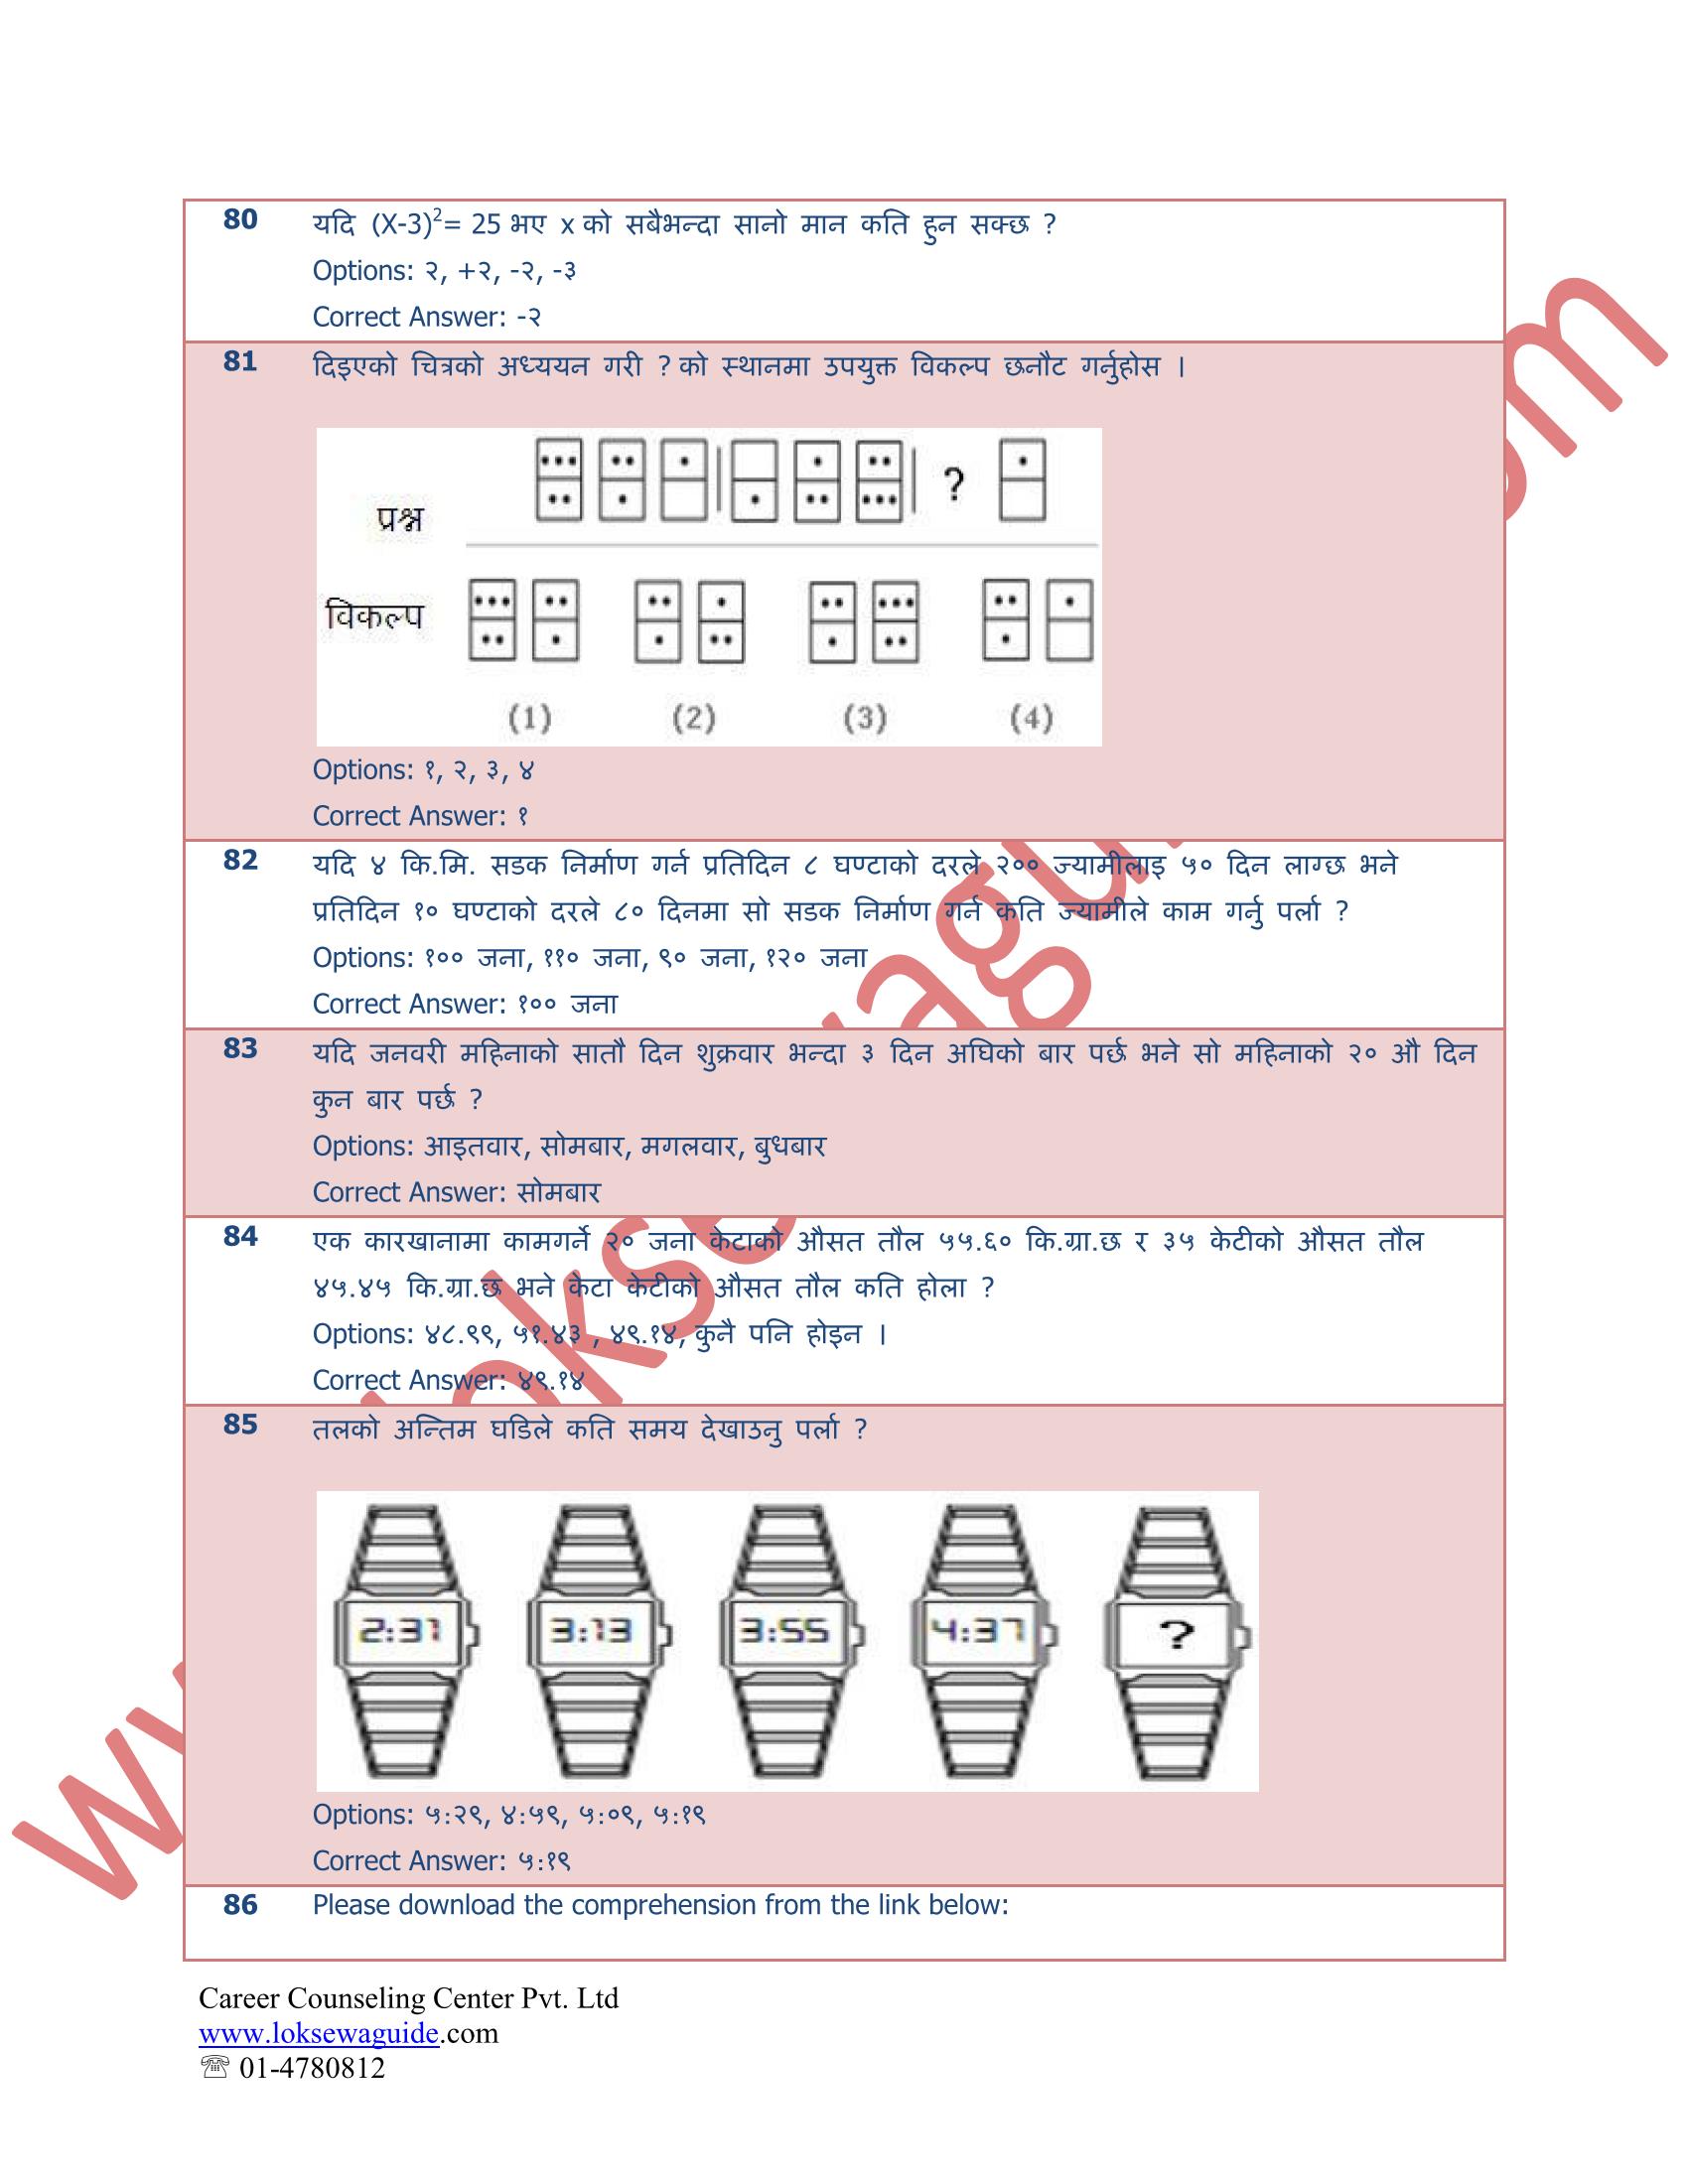 80 यदि (X-3)²= 25 भए x को सबैभन्दा सानो मान कति हुन सक्छ ?
Options: २, +२, -२, -३
Correct Answer: -२
81 दिइएको चित्रको अध्ययन गरी ? को स्थानमा उपयुक्त विकल्प छनौट गर्नुहोस ।
?
प्रश्न
विकल्प
(1) (2) (3) (4)
Options: १, २, ३, ४
Correct Answer: १
82 यदि ४ कि.मि. सडक निर्माण गर्न प्रतिदिन ८ घण्टाको दरले २०० ज्यामीलाइ ५० दिन लाग्छ भने
प्रतिदिन १० घण्टाको दरले ८० दिनमा सो सडक निर्माण गर्न कति ज्यामीले काम गर्नु पर्ला ?
Options: १०० जना, ११० जना, ९० जना, १२० जना
Correct Answer: १०० जना
83 यदि जनवरी महिनाको सातौ दिन शुक्रवार भन्दा ३ दिन अघिको बार पर्छ भने सो महिनाको २० औ दिन
कुन बार पर्छ ?
Options: आइतवार, सोमबार, मगलवार, बुधबार
Correct Answer: सोमबार
84 एक कारखानामा कामगर्ने २० जना केटाको औसत तौल ५५.६० कि.ग्रा.छ र ३५ केटीको औसत तौल
४५.४५ कि.ग्रा.छ भने केटा केटीको औसत तौल कति होला ?
Options: ४८.९९, ५१.४३ , ४९.१४, कुनै पनि होइन ।
Correct Answer: ४९.१४
85 तलको अन्तिम घडिले कति समय देखाउनु पर्ला ?
2:31 3:13 3:55 4:37 ?
Options: ५:२९, ४:५९, ५:०९, ५:१९
Correct Answer: ५:१९
86 Please download the comprehension from the link below:
Career Counseling Center Pvt. Ltd
www.loksewaguide.com
☏ 01-4780812